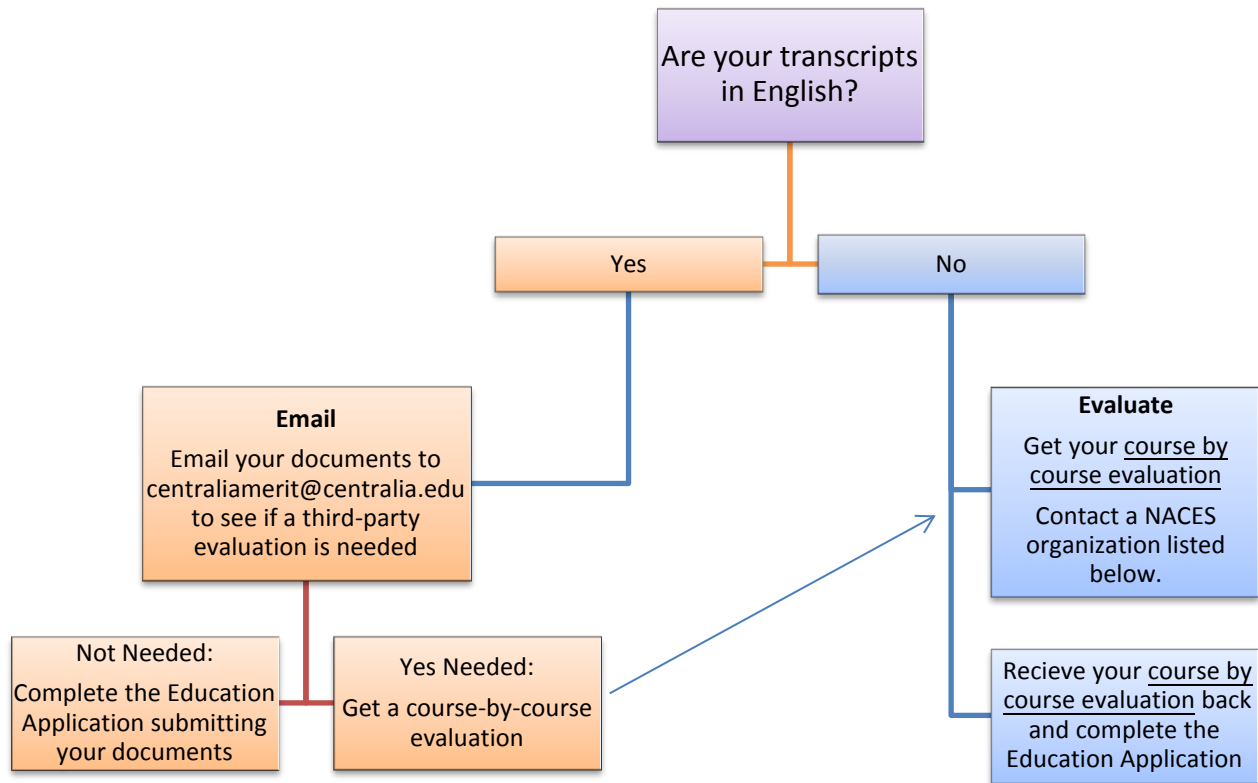 Are your transcripts
in English?
Yes
No
Email
Email your documents to
centraliamerit@centralia.edu
to see if a third-party
evaluation is needed
Evaluate
Get your course by
course evaluation
Contact a NACES
organization listed
below.
Not Needed:
Complete the Education
Application submitting
your documents
Yes Needed:
Get a course-by-course
evaluation
Recieve your course by
course evaluation back
and complete the
Education Application